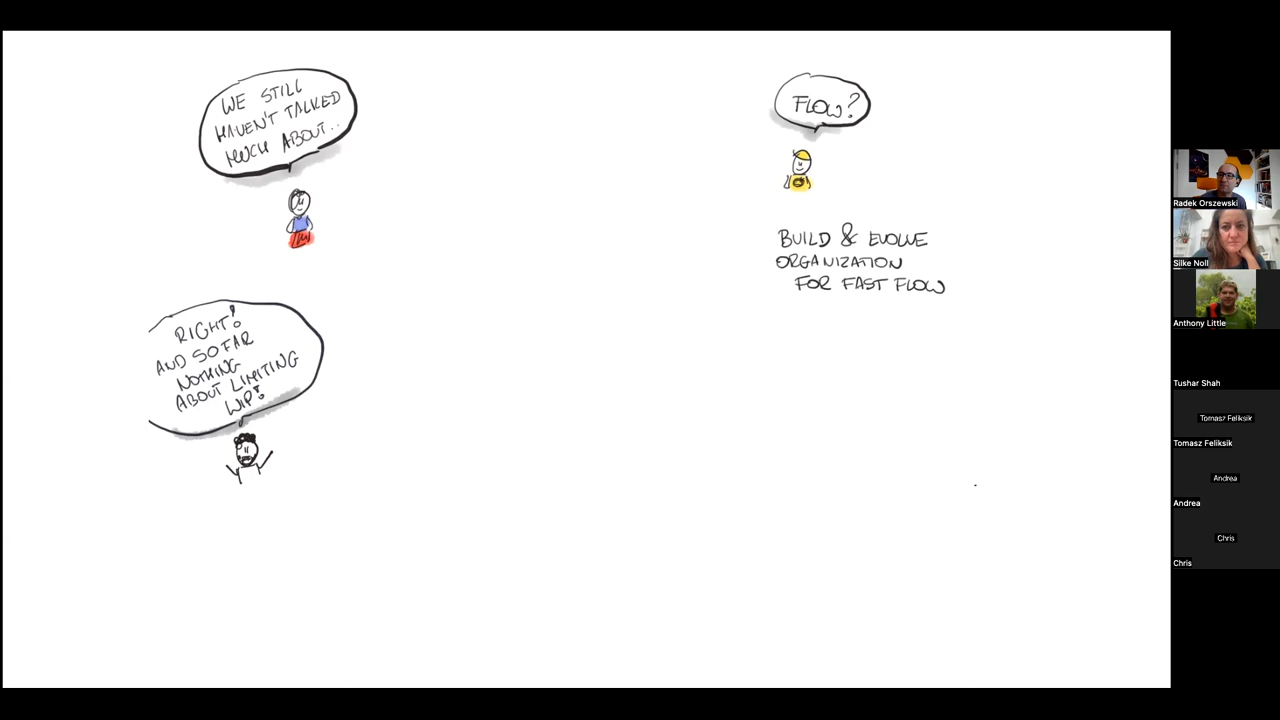 WE STILL
HAVEN'T TALKED
MUCH ABOUT...
FLOW?
BUILD & EVOLVE
ORGANIZATION
FOR FAST FLOW
RIGHT!
AND SO FAR
NOTHING
ABOUT LIMITING
WIP!
Radek Orszewski
Silke Noll
Anthony Little
Tushar Shah
Tomasz Feliksik
Tomasz Feliksik
Andrea
Andrea
Chris
Chris